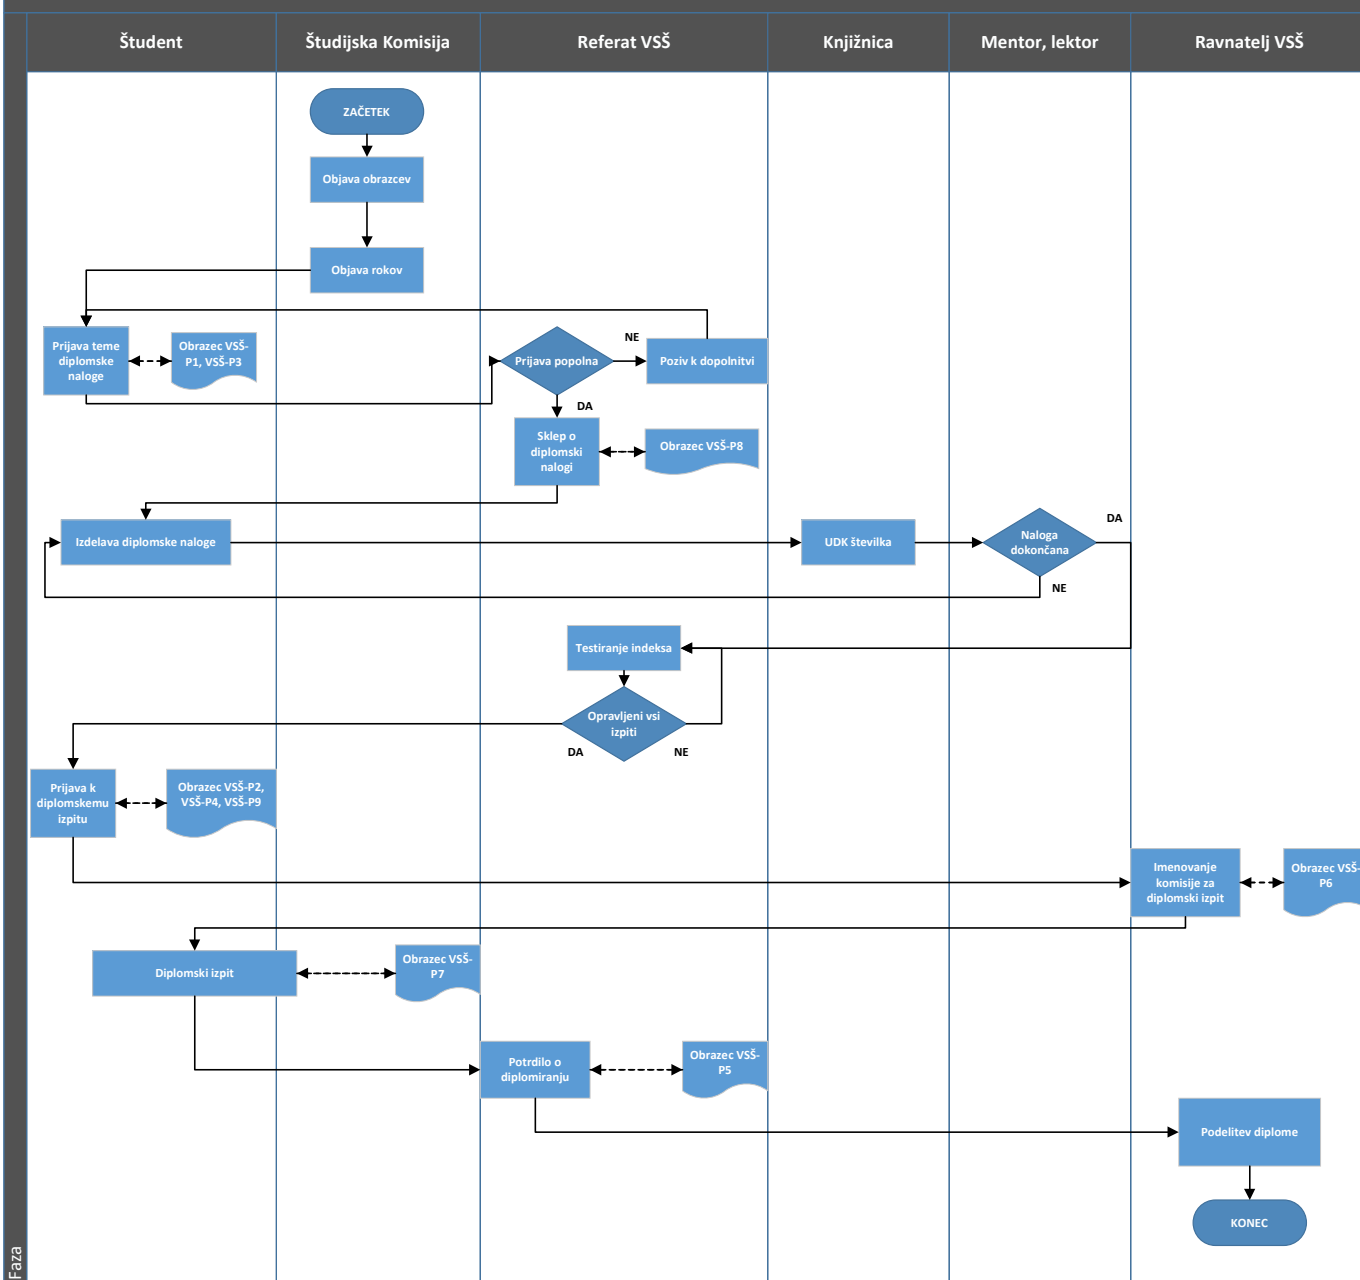 Študent
Študijska Komisija
Referat VSŠ
Knjižnica
Mentor, lektor
Ravnatelj VSŠ
ZAČETEK
Objava obrazcev
Objava rokov
Prijava teme
diplomske
naloge
Obrazec VSŠ-
P1, VSŠ-P3
Prijava popolna
NE
Poziv k dopolnitvi
DA
Sklep o
diplomski
nalogi
Obrazec VSŠ-P8
Izdelava diplomske naloge
UDK številka
Naloga
dokončana
DA
NE
Testiranje indeksa
Opravljeni vsi
izpiti
DA
NE
Prijava k
diplomskemu
izpitu
Obrazec VSŠ-P2,
VSŠ-P4, VSŠ-P9
Imenovanje
komisije za
diplomski izpit
Obrazec VSŠ-
P6
Diplomski izpit
Obrazec VSŠ-
P7
Potrdilo o
diplomiranju
Obrazec VSŠ-
P5
Podelitev diplome
KONEC
Faza